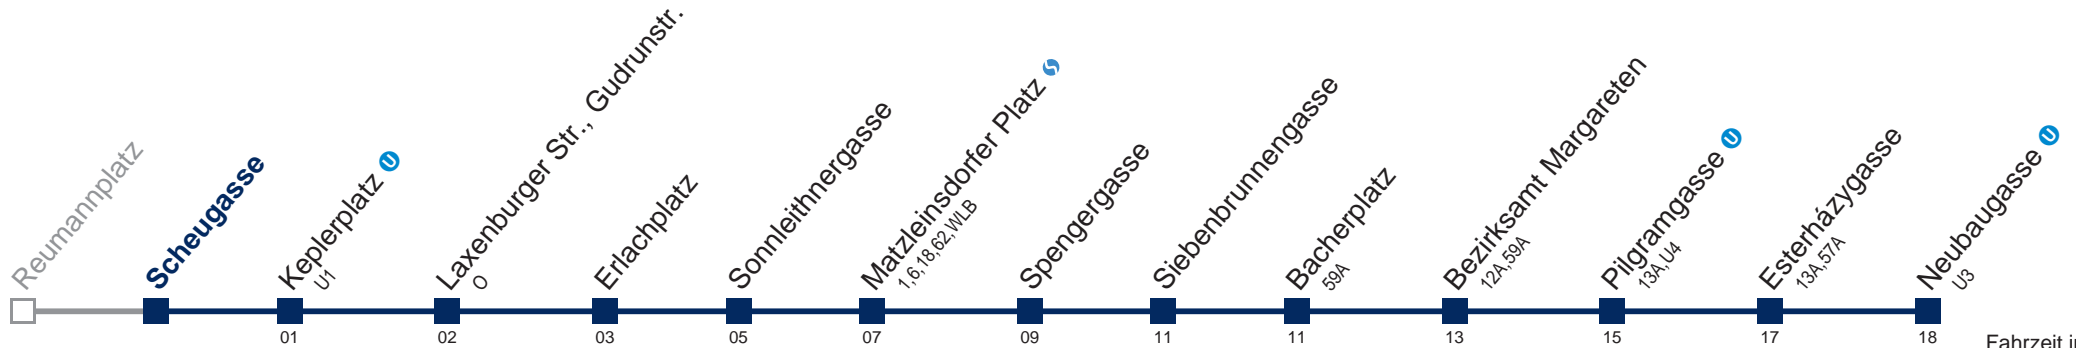 Reumannplatz
Scheugasse
Keplerplatz U
U1
Laxenburger Str., Gudrunstr.
O
Erlachplatz
Sonnleithnergasse
Matzleinsdorfer Platz
1,6,18,62,WLB
Spengergasse
Siebenbrunnengasse
Bacherplatz
59A
Bezirksamt Margareten
12A,59A
Pilgramgasse U
13A,U4
Esterházygasse
13A,57A
Neubaugasse U
U3
01 02 03 05 07 09 11 11 13 15 17 18
Fahrzeit